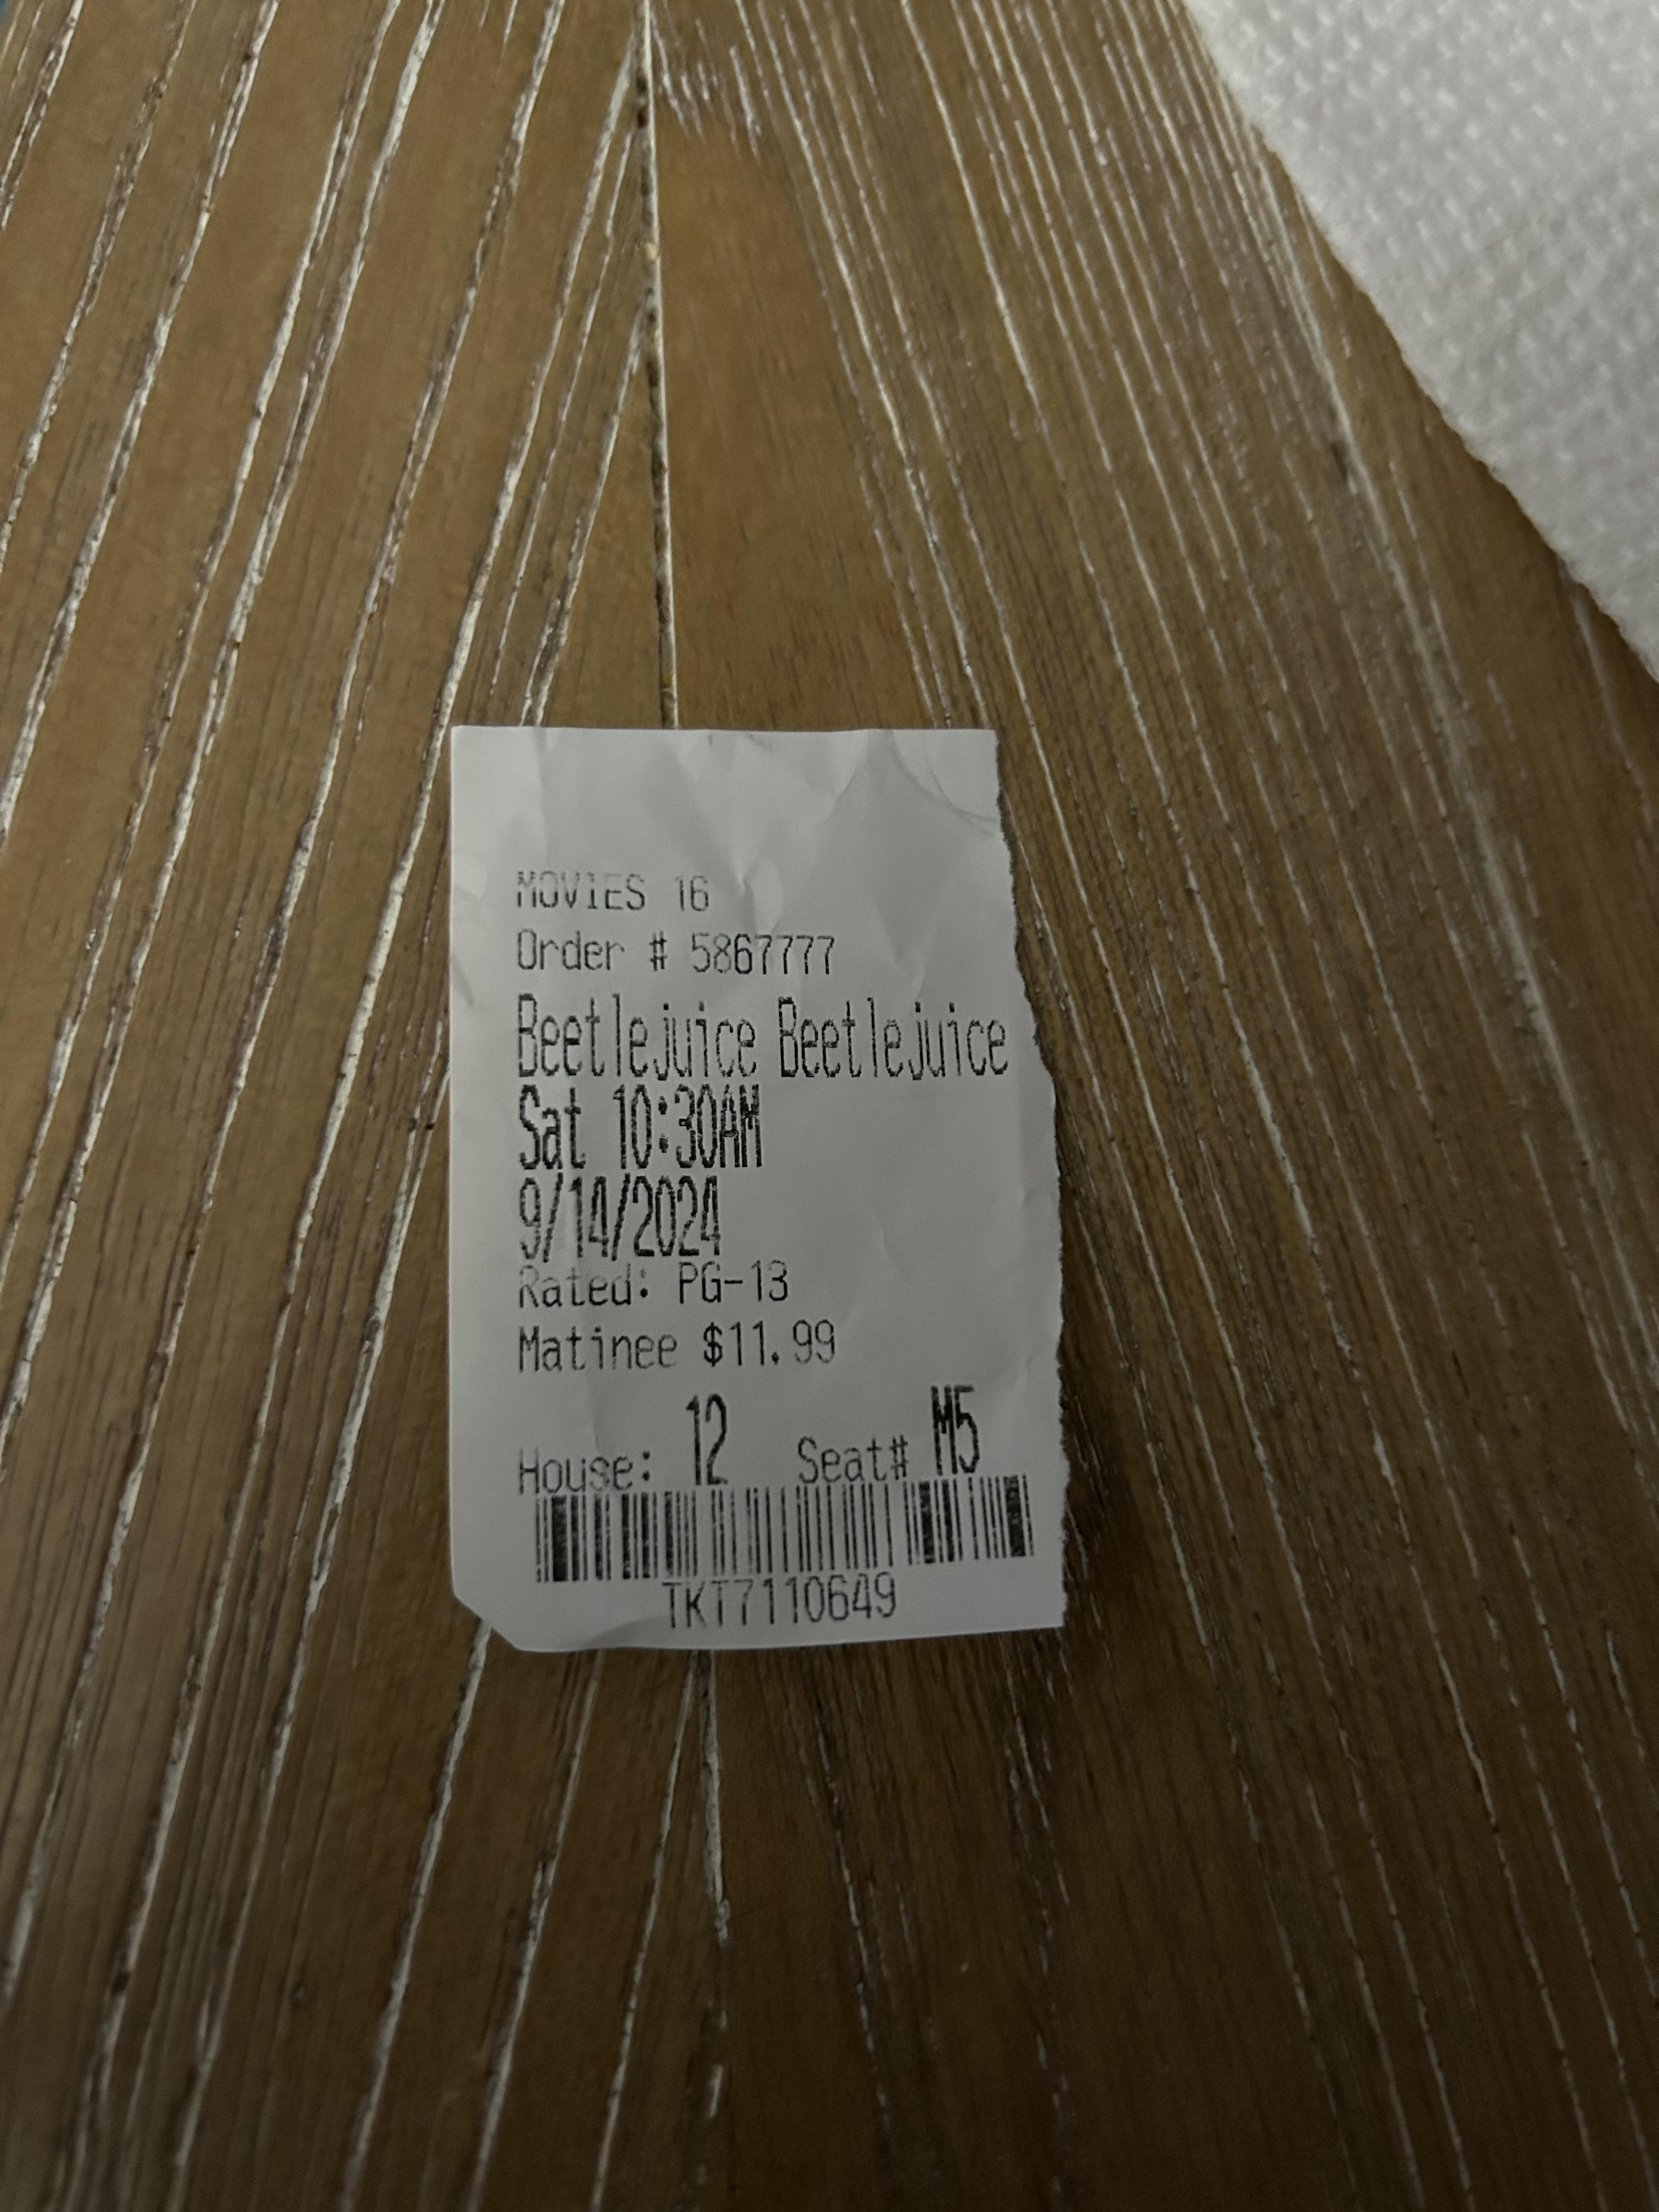 MOVIES 16
Order # 5867777
Beetlejuice Beetlejuice
Sat 10:30AM
9/14/2024
Rated: PG-13
Matinee $11.99
House: 12 Seat# M5
TKT7110649